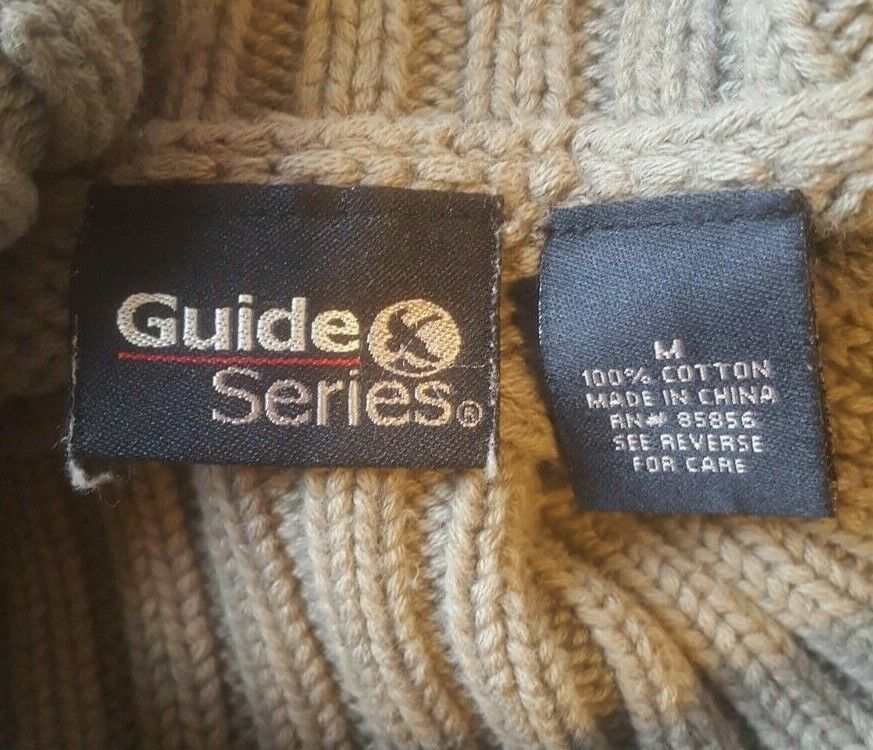 Guide
Series®
M
100% COTTON
MADE IN CHINA
RN# 85856
SEE REVERSE
FOR CARE